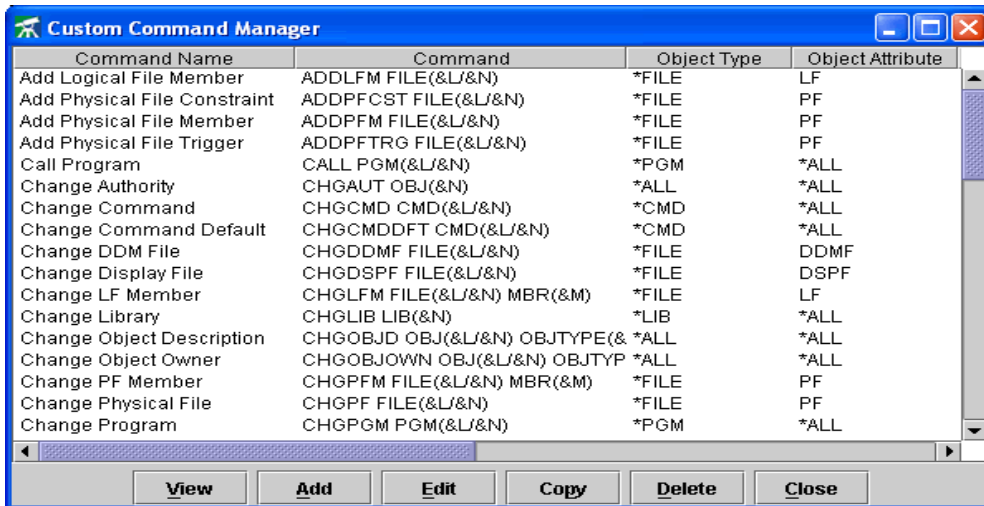 Custom Command Manager
Command Name Command Object Type Object Attribute
Add Logical File Member ADDLFM FILE(&L/&N) *FILE LF
Add Physical File Constraint ADDPFCST FILE(&L/&N) *FILE PF
Add Physical File Member ADDPFM FILE(&L/&N) *FILE PF
Add Physical File Trigger ADDPFTRG FILE(&L/&N) *FILE PF
Call Program CALL PGM(&L/&N) *PGM *ALL
Change Authority CHGAUT OBJ(&N) *ALL *ALL
Change Command CHGCMD CMD(&L/&N) *CMD *ALL
Change Command Default CHGCMDDFT CMD(&L/&N) *CMD *ALL
Change DDM File CHGDDMF FILE(&L/&N) *FILE DDMF
Change Display File CHGDSPF FILE(&L/&N) *FILE DSPF
Change LF Member CHGLFM FILE(&L/&N) MBR(&M) *FILE LF
Change Library CHGLIB LIB(&N) *LIB *ALL
Change Object Description CHGOBJD OBJ(&L/&N) OBJTYPE(& *ALL *ALL
Change Object Owner CHGOBJOWN OBJ(&L/&N) OBJTYP *ALL *ALL
Change PF Member CHGPFM FILE(&L/&N) MBR(&M) *FILE PF
Change Physical File CHGPF FILE(&L/&N) *FILE PF
Change Program CHGPGM PGM(&L/&N) *PGM *ALL
View Add Edit Copy Delete Close